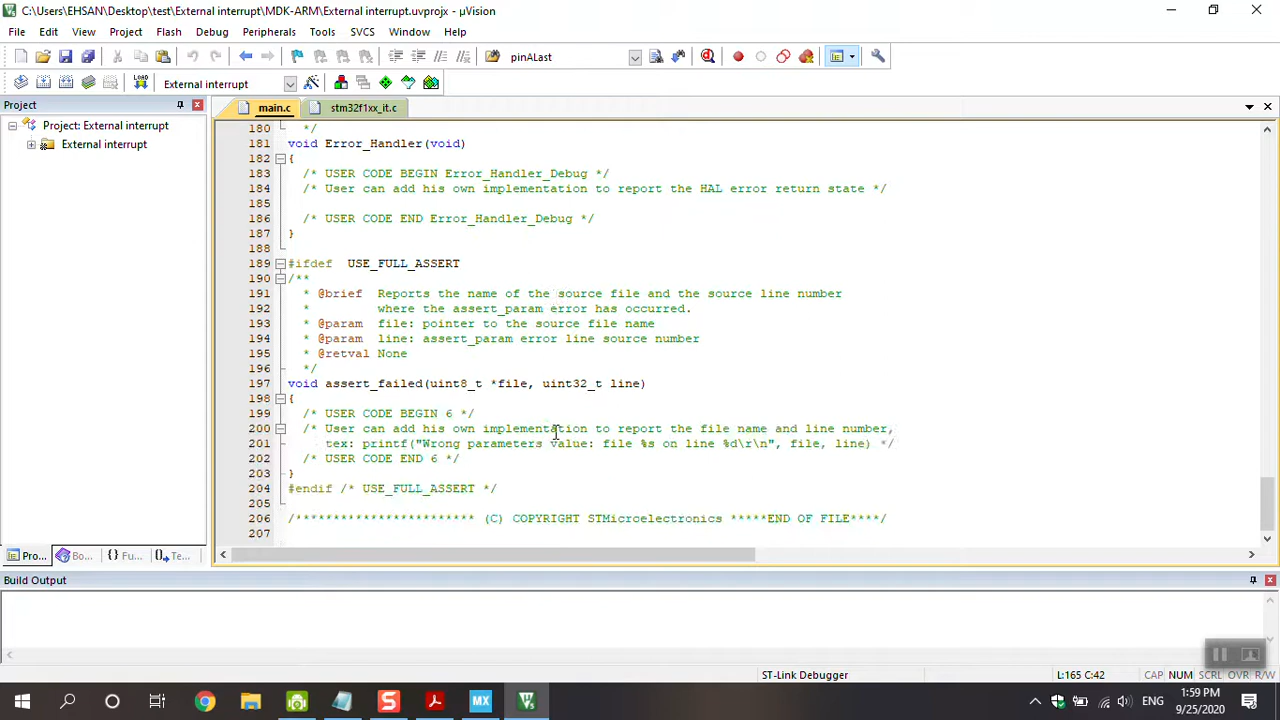 C:\Users\EHSAN\Desktop\test\External interrupt\MDK-ARM\External interrupt.uvprojx - µVision
File Edit View Project Flash Debug Peripherals Tools SVCS Window Help
pinALast
LOAD External interrupt
Project
main.c stm32f1xx_it.c
Project: External interrupt
External interrupt
180 */
181 void Error_Handler(void)
182 {
183 /* USER CODE BEGIN Error_Handler_Debug */
184 /* User can add his own implementation to report the HAL error return state */
185
186 /* USER CODE END Error_Handler_Debug */
187 }
188
189 #ifdef USE_FULL_ASSERT
190 /**
191 * @brief Reports the name of the source file and the source line number
192 * where the assert_param error has occurred.
193 * @param file: pointer to the source file name
194 * @param line: assert_param error line source number
195 * @retval None
196 */
197 void assert_failed(uint8_t *file, uint32_t line)
198 {
199 /* USER CODE BEGIN 6 */
200 /* User can add his own implementation to report the file name and line number,
201 tex: printf("Wrong parameters value: file %s on line %d\r\n", file, line) */
202 /* USER CODE END 6 */
203 }
204 #endif /* USE_FULL_ASSERT */
205
206 /************************ (C) COPYRIGHT STMicroelectronics *****END OF FILE****/
207
Pro... Bo... {} Fu... Te...
Build Output
ST-Link Debugger L:165 C:42 CAP NUM SCRL OVR R/W
MX ENG 1:59 PM
9/25/2020